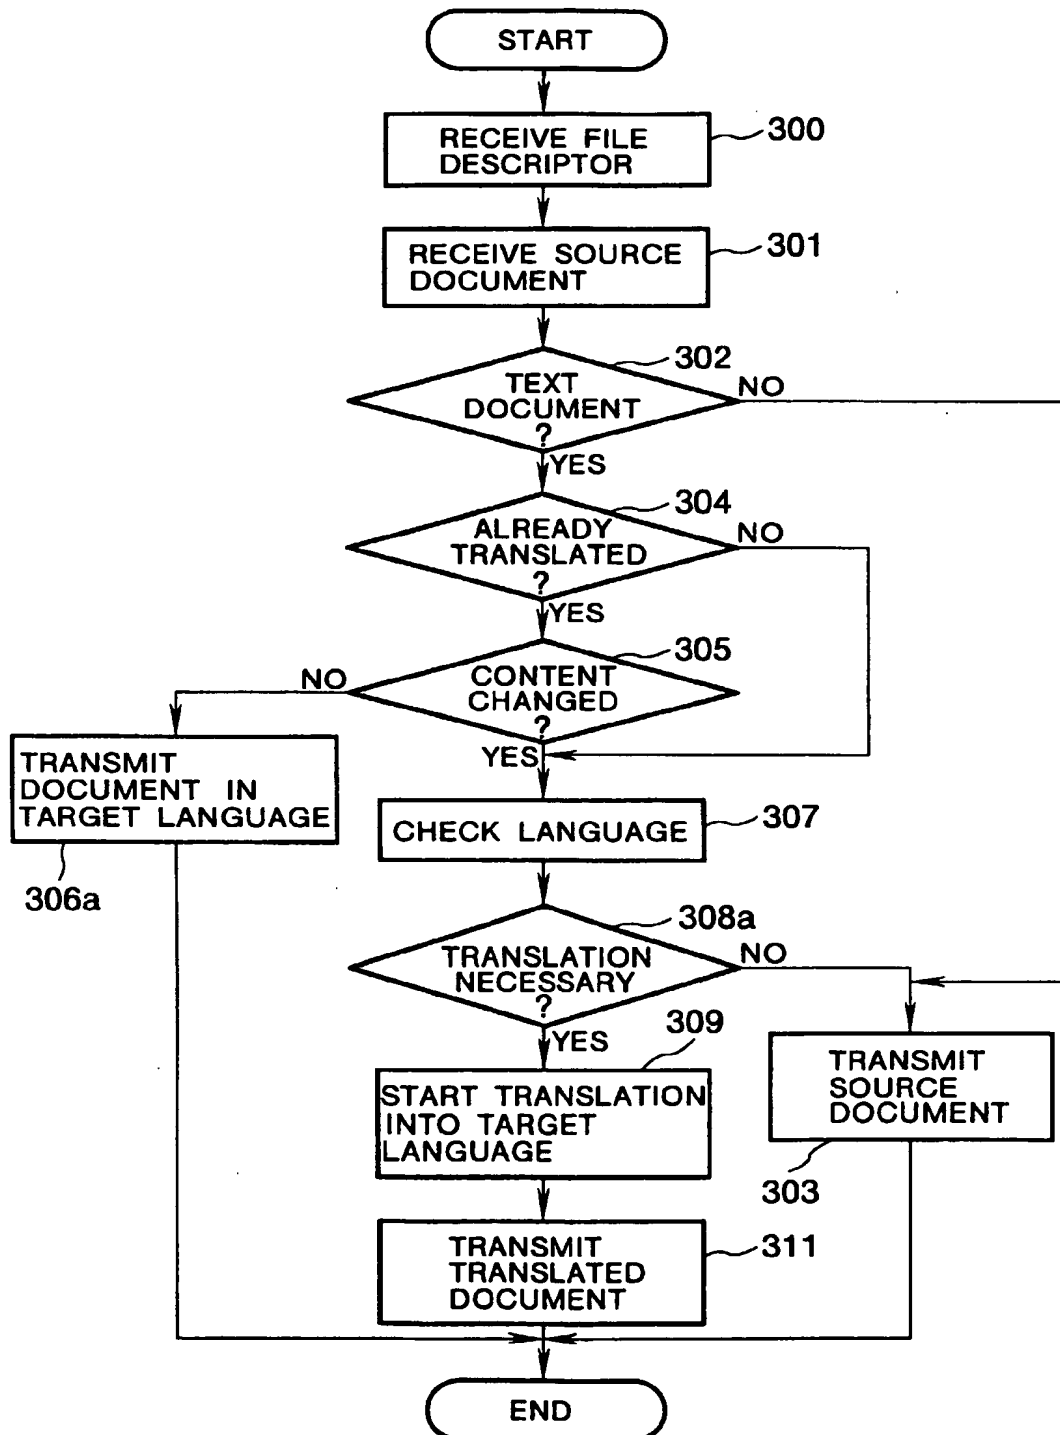 START
RECEIVE FILE
DESCRIPTOR
300
RECEIVE SOURCE
DOCUMENT
301
302
TEXT
DOCUMENT
?
NO
YES
304
ALREADY
TRANSLATED
?
NO
YES
305
CONTENT
CHANGED
?
NO
YES
TRANSMIT
DOCUMENT IN
TARGET LANGUAGE
306a
CHECK LANGUAGE
307
308a
TRANSLATION
NECESSARY
?
NO
YES
309
START TRANSLATION
INTO TARGET
LANGUAGE
TRANSMIT
SOURCE
DOCUMENT
303
TRANSMIT
TRANSLATED
DOCUMENT
311
END